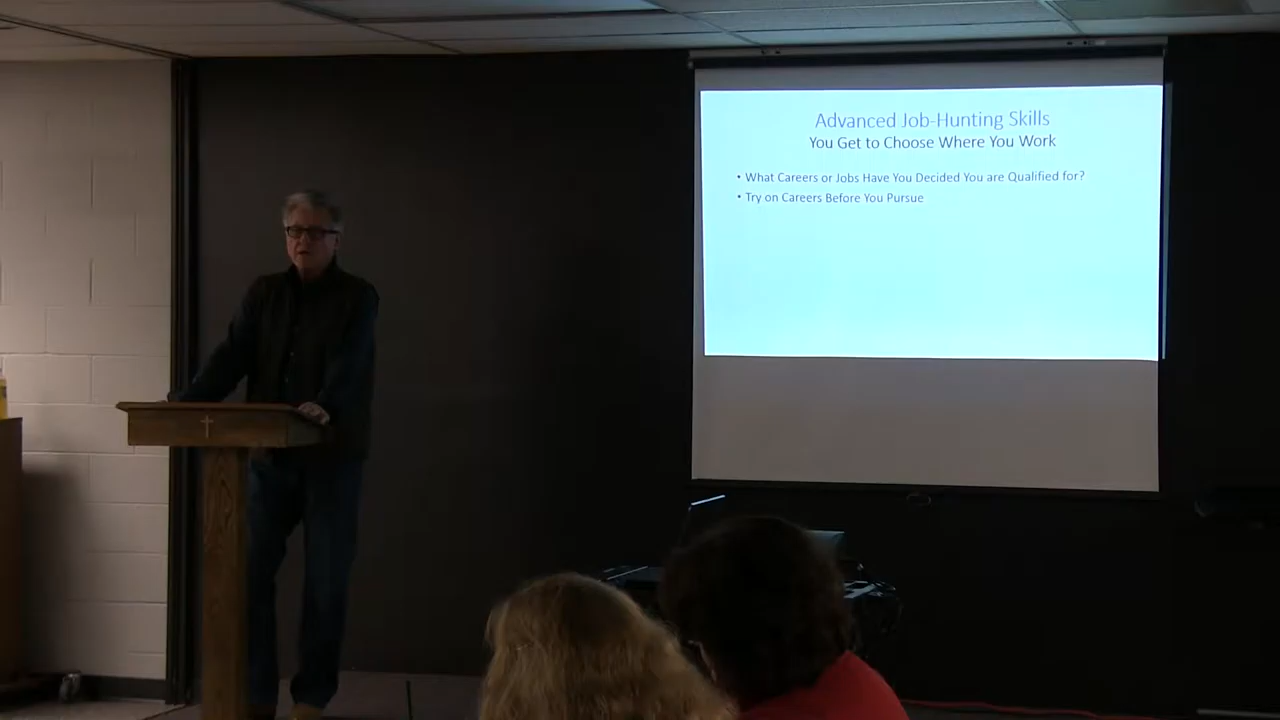 Advanced Job-Hunting Skills
You Get to Choose Where You Work
• What Careers or Jobs Have You Decided You are Qualified for?
• Try on Careers Before You Pursue